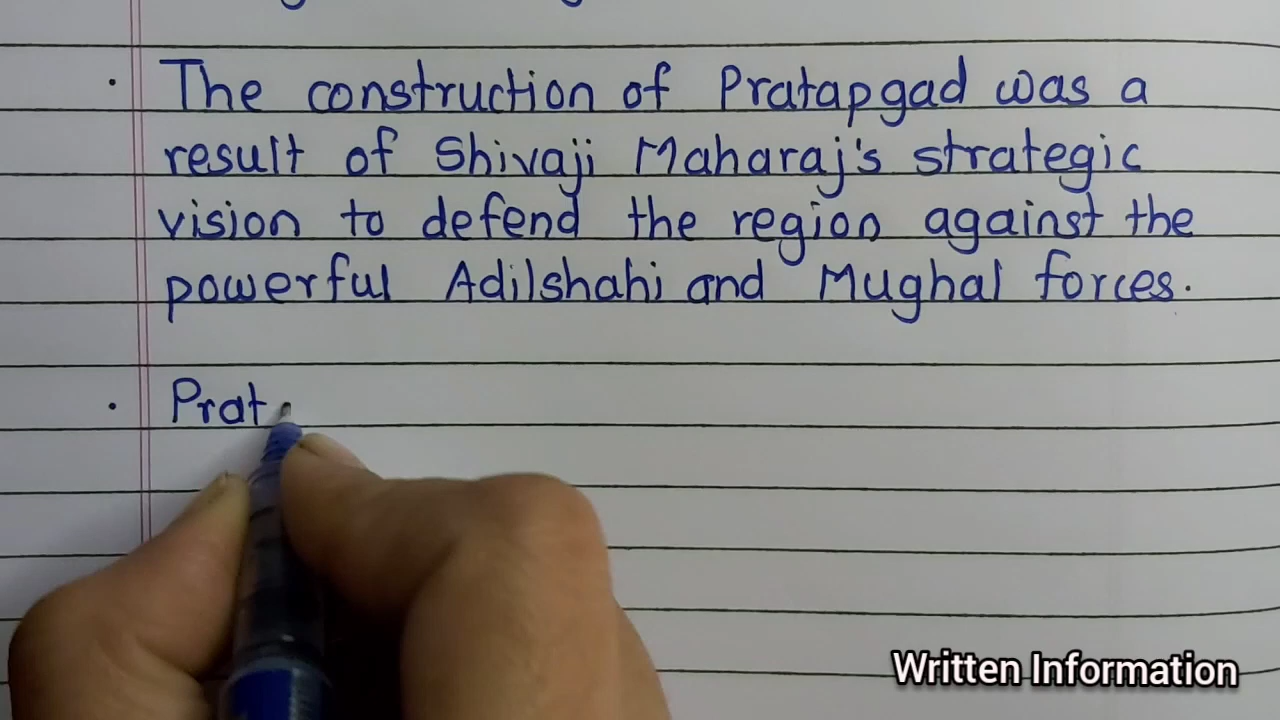 · The construction of Pratapgad was a
result of Shivaji Maharaj's strategic
vision to defend the region against the
powerful Adilshahi and Mughal forces.
· Prat
Written Information